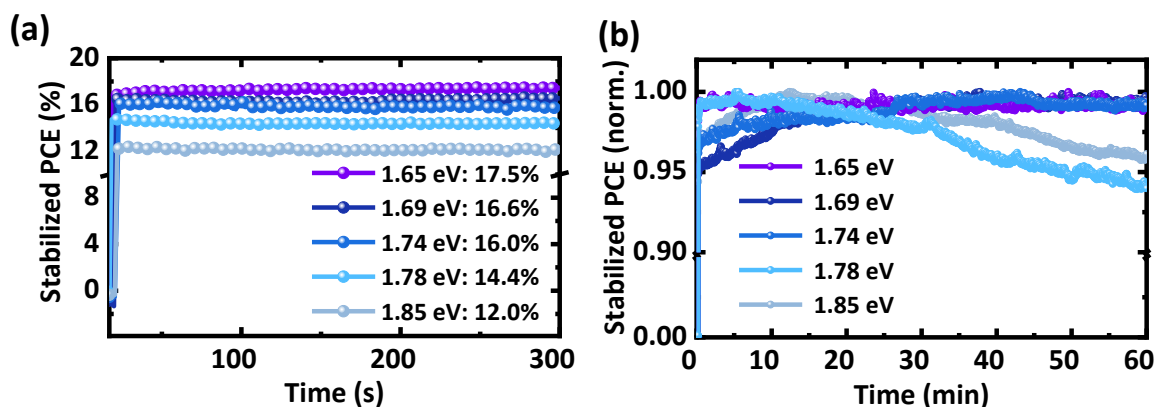 (a)
Stabilized PCE (%)
20
16
12
8
4
0
1.65 eV: 17.5%
1.69 eV: 16.6%
1.74 eV: 16.0%
1.78 eV: 14.4%
1.85 eV: 12.0%
100
200
300
Time (s)
(b)
Stabilized PCE (norm.)
1.00
0.95
0.90
0.00
1.65 eV
1.69 eV
1.74 eV
1.78 eV
1.85 eV
0
10
20
30
40
50
60
Time (min)